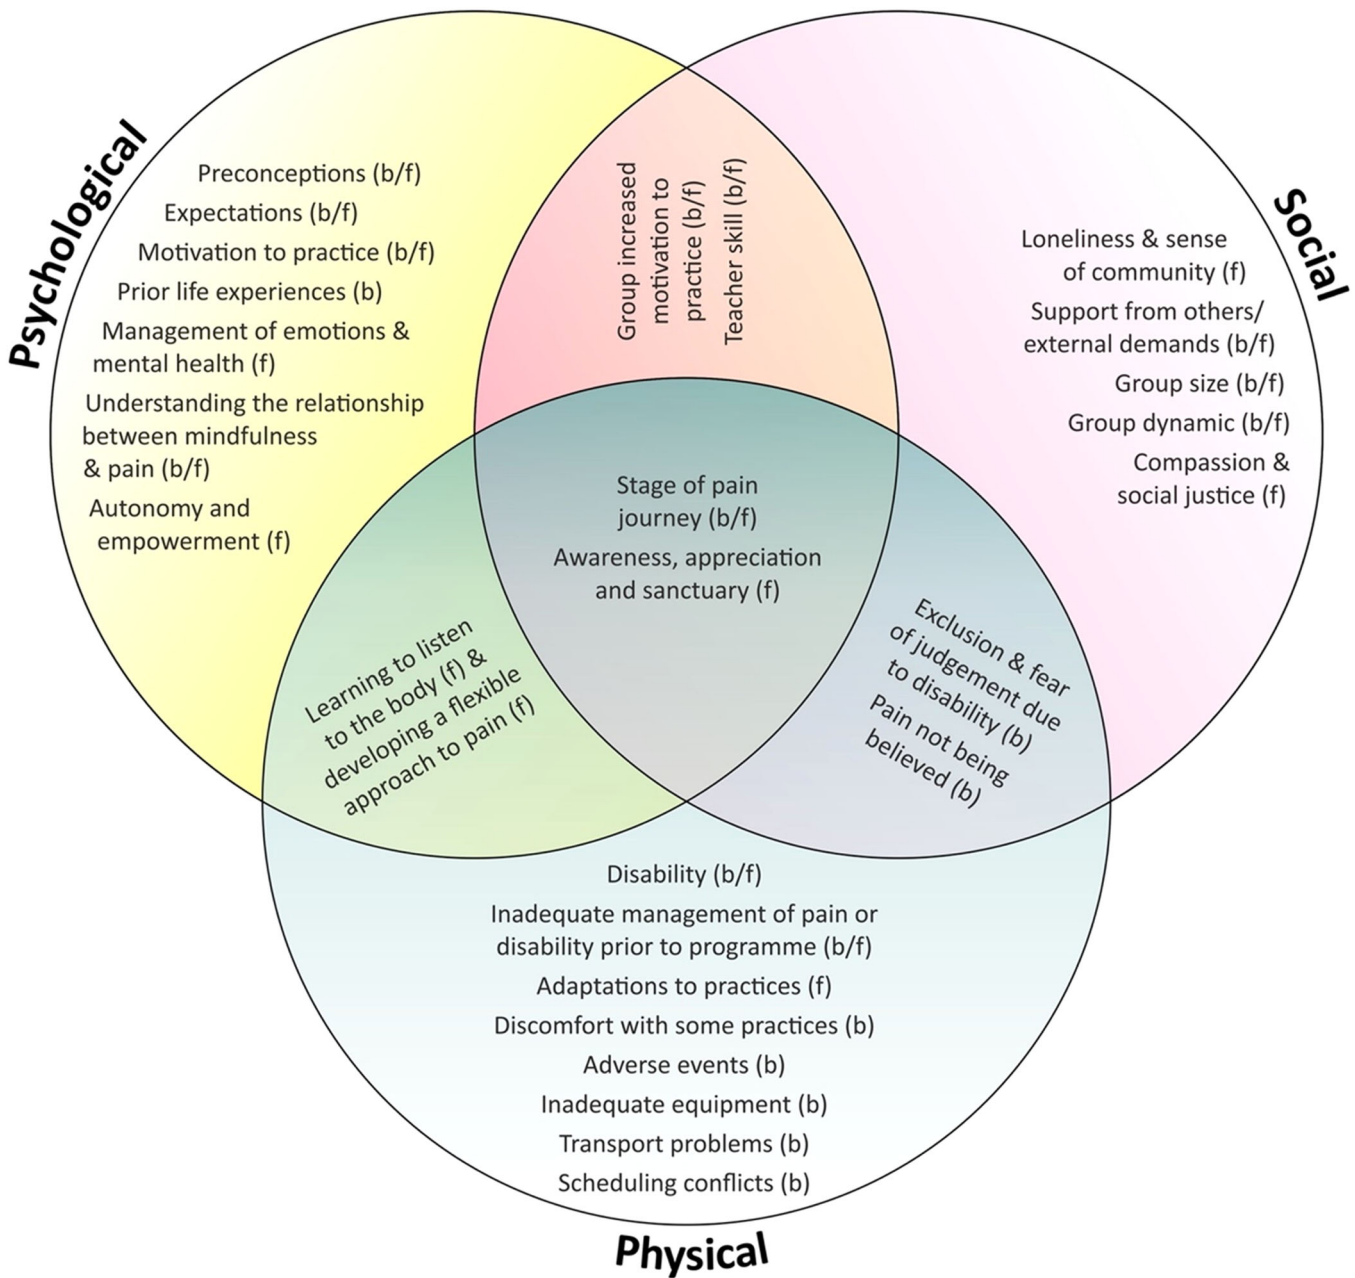 Psychological
Preconceptions (b/f)
Expectations (b/f)
Motivation to practice (b/f)
Prior life experiences (b)
Management of emotions &
mental health (f)
Understanding the relationship
between mindfulness
& pain (b/f)
Autonomy and
empowerment (f)
Group increased
motivation to
practice (b/f)
Teacher skill (b/f)
Social
Loneliness & sense
of community (f)
Support from others/
external demands (b/f)
Group size (b/f)
Group dynamic (b/f)
Compassion &
social justice (f)
Stage of pain
journey (b/f)
Awareness, appreciation
and sanctuary (f)
Learning to listen
to the body (f) &
developing a flexible
approach to pain (f)
Exclusion & fear
of judgement due
to disability (b)
Pain not being
believed (b)
Disability (b/f)
Inadequate management of pain or
disability prior to programme (b/f)
Adaptations to practices (f)
Discomfort with some practices (b)
Adverse events (b)
Inadequate equipment (b)
Transport problems (b)
Scheduling conflicts (b)
Physical